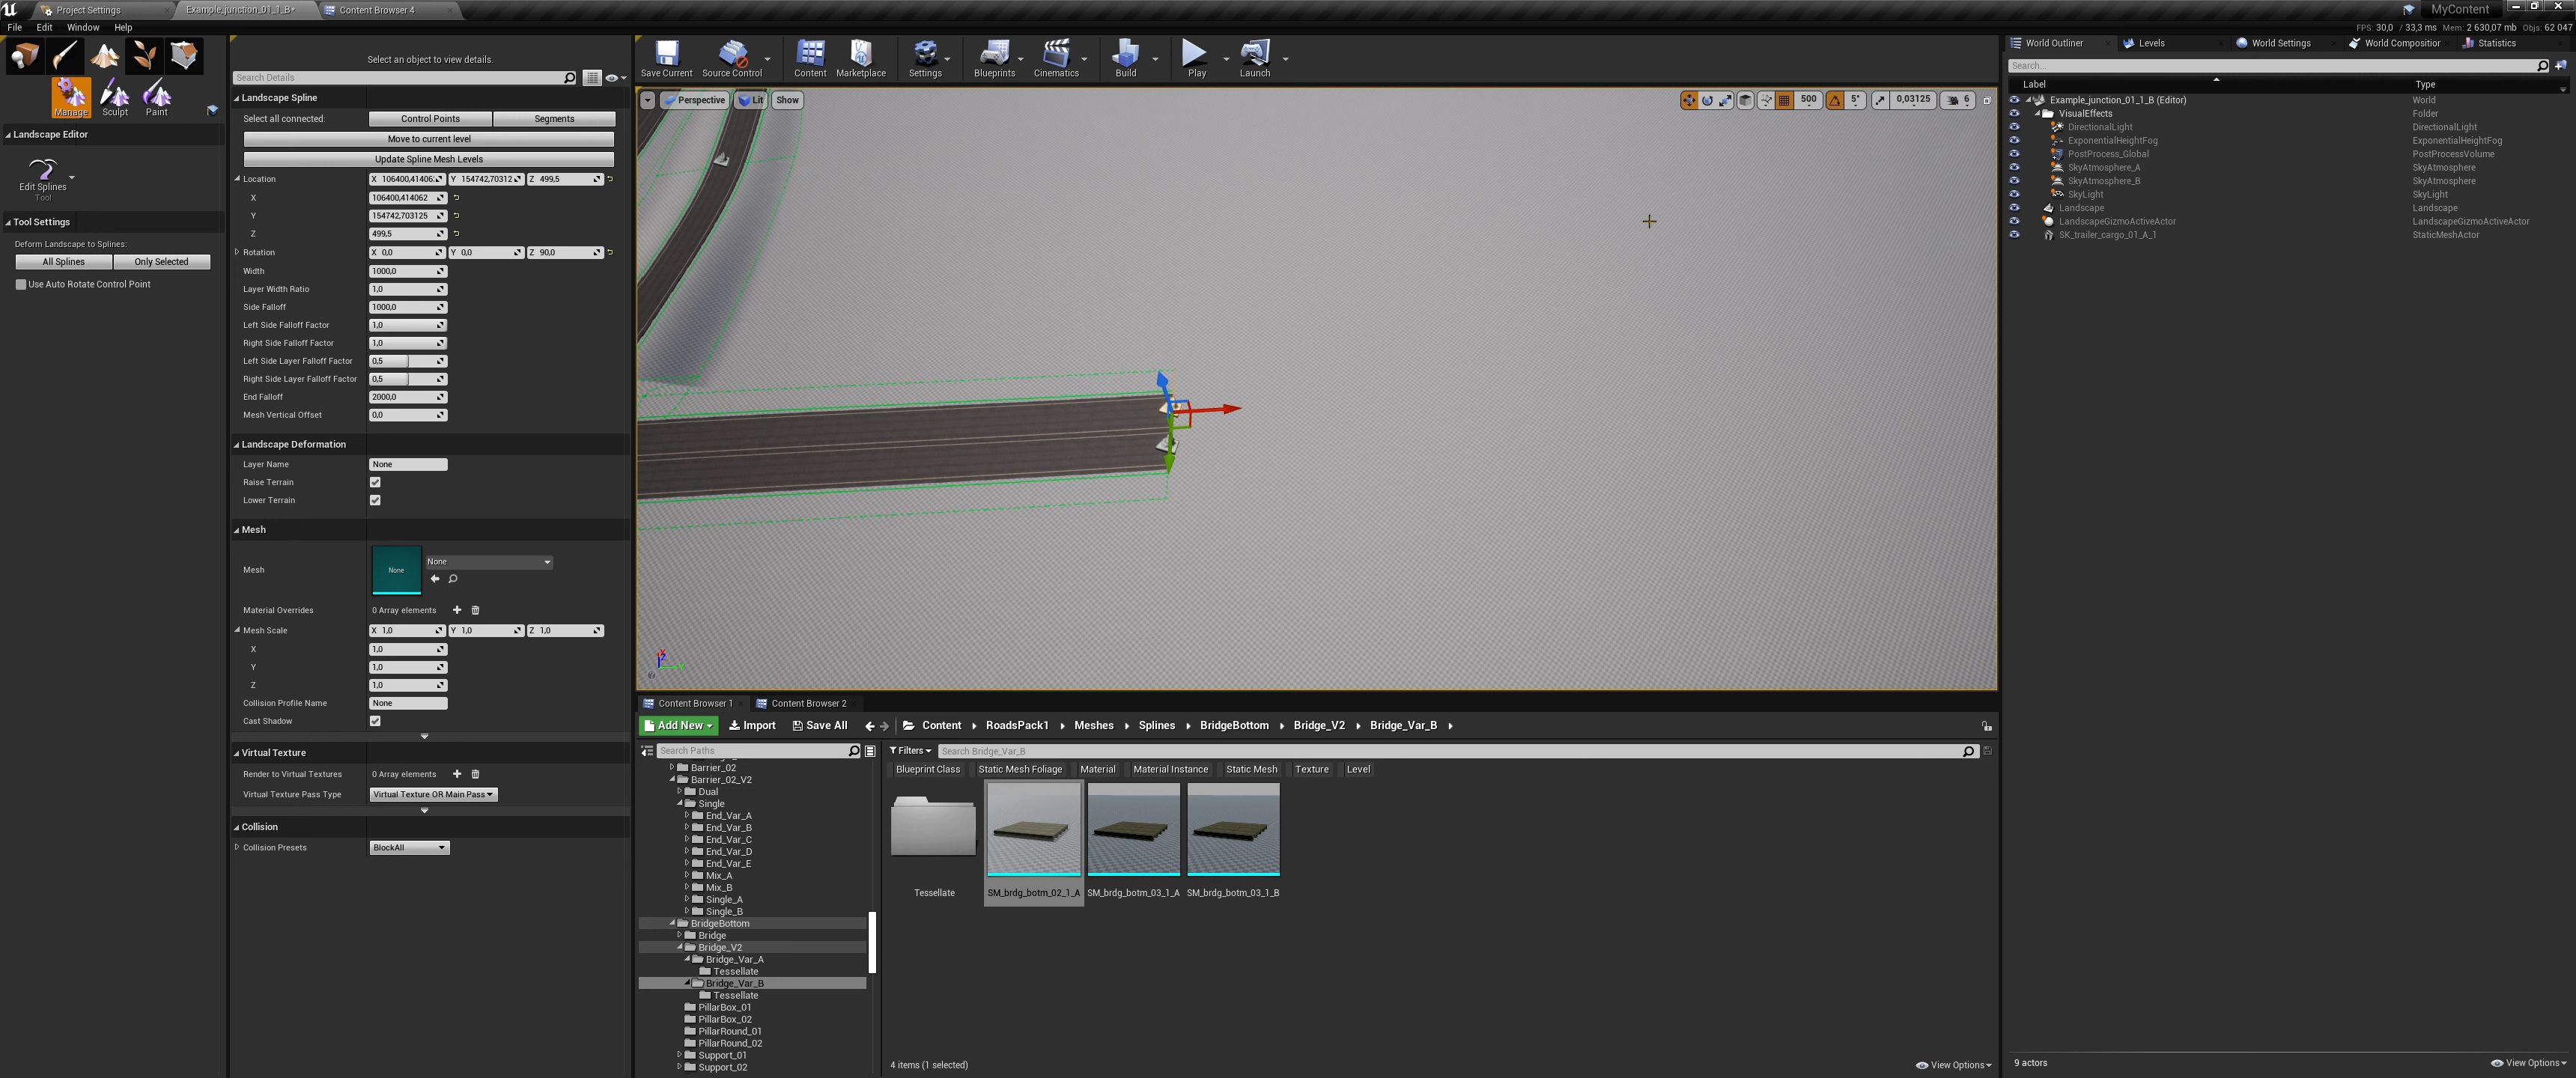 Project Settings
Example_junction_01_1_B*
Content Browser 4
MyContent
File Edit Window Help
FPS: 30,0 / 33,3 ms Mem: 2 630,07 mb Objs: 62 047
Manage Sculpt Paint
Landscape Editor
Edit Splines
Tool
Tool Settings
Deform Landscape to Splines:
All Splines Only Selected
Use Auto Rotate Control Point
Select an object to view details.
Search Details
Landscape Spline
Select all connected: Control Points Segments
Move to current level
Update Spline Mesh Levels
Location X 106400,41406 Y 154742,70312 Z 499,5
X 106400,414062
Y 154742,703125
Z 499,5
Rotation X 0,0 Y 0,0 Z 90,0
Width 1000,0
Layer Width Ratio 1,0
Side Falloff 1000,0
Left Side Falloff Factor 1,0
Right Side Falloff Factor 1,0
Left Side Layer Falloff Factor 0,5
Right Side Layer Falloff Factor 0,5
End Falloff 2000,0
Mesh Vertical Offset 0,0
Landscape Deformation
Layer Name None
Raise Terrain
Lower Terrain
Mesh
Mesh None None
Material Overrides 0 Array elements
Mesh Scale X 1,0 Y 1,0 Z 1,0
X 1,0
Y 1,0
Z 1,0
Collision Profile Name None
Cast Shadow
Virtual Texture
Render to Virtual Textures 0 Array elements
Virtual Texture Pass Type Virtual Texture OR Main Pass
Collision
Collision Presets BlockAll
Save Current Source Control Content Marketplace Settings Blueprints Cinematics Build Play Launch
Perspective Lit Show
500 5° 0,03125 6
Content Browser 1 Content Browser 2
Add New Import Save All Content RoadsPack1 Meshes Splines BridgeBottom Bridge_V2 Bridge_Var_B
Search Paths
Filters Search Bridge_Var_B
Blueprint Class Static Mesh Foliage Material Material Instance Static Mesh Texture Level
Barrier_02
Barrier_02_V2
Dual
Single
End_Var_A
End_Var_B
End_Var_C
End_Var_D
End_Var_E
Mix_A
Mix_B
Single_A
Single_B
BridgeBottom
Bridge
Bridge_V2
Bridge_Var_A
Tessellate
Bridge_Var_B
Tessellate
PillarBox_01
PillarBox_02
PillarRound_01
PillarRound_02
Support_01
Support_02
Tessellate SM_brdg_botm_02_1_A SM_brdg_botm_03_1_A SM_brdg_botm_03_1_B
4 items (1 selected)
View Options
World Outliner Levels World Settings World Compositior Statistics
Search...
Label Type
Example_junction_01_1_B (Editor) World
VisualEffects Folder
DirectionalLight DirectionalLight
ExponentialHeightFog ExponentialHeightFog
PostProcess_Global PostProcessVolume
SkyAtmosphere_A SkyAtmosphere
SkyAtmosphere_B SkyAtmosphere
SkyLight SkyLight
Landscape Landscape
LandscapeGizmoActiveActor LandscapeGizmoActiveActor
SK_trailer_cargo_01_A_1 StaticMeshActor
9 actors
View Options